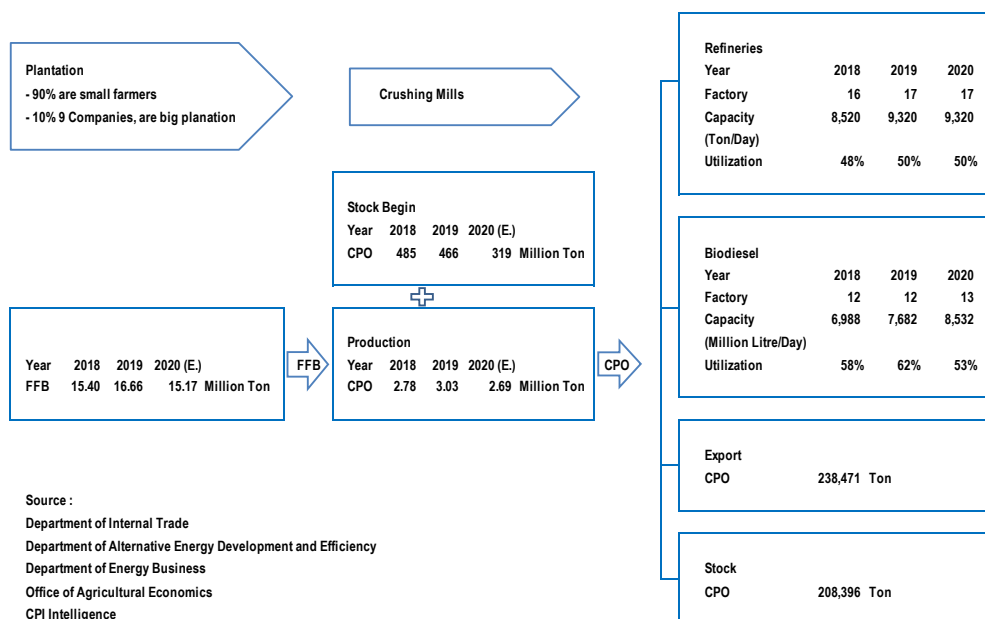 Plantation
- 90% are small farmers
- 10% 9 Companies, are big planation
Crushing Mills
Stock Begin
Year 2018 2019 2020 (E.)
CPO 485 466 319 Million Ton
Year 2018 2019 2020 (E.)
FFB 15.40 16.66 15.17 Million Ton
FFB
Production
Year 2018 2019 2020 (E.)
CPO 2.78 3.03 2.69 Million Ton
CPO
Refineries
Year 2018 2019 2020
Factory 16 17 17
Capacity 8,520 9,320 9,320
(Ton/Day)
Utilization 48% 50% 50%
Biodiesel
Year 2018 2019 2020
Factory 12 12 13
Capacity 6,988 7,682 8,532
(Million Litre/Day)
Utilization 58% 62% 53%
Export
CPO 238,471 Ton
Stock
CPO 208,396 Ton
Source :
Department of Internal Trade
Department of Alternative Energy Development and Efficiency
Department of Energy Business
Office of Agricultural Economics
CPI Intelligence